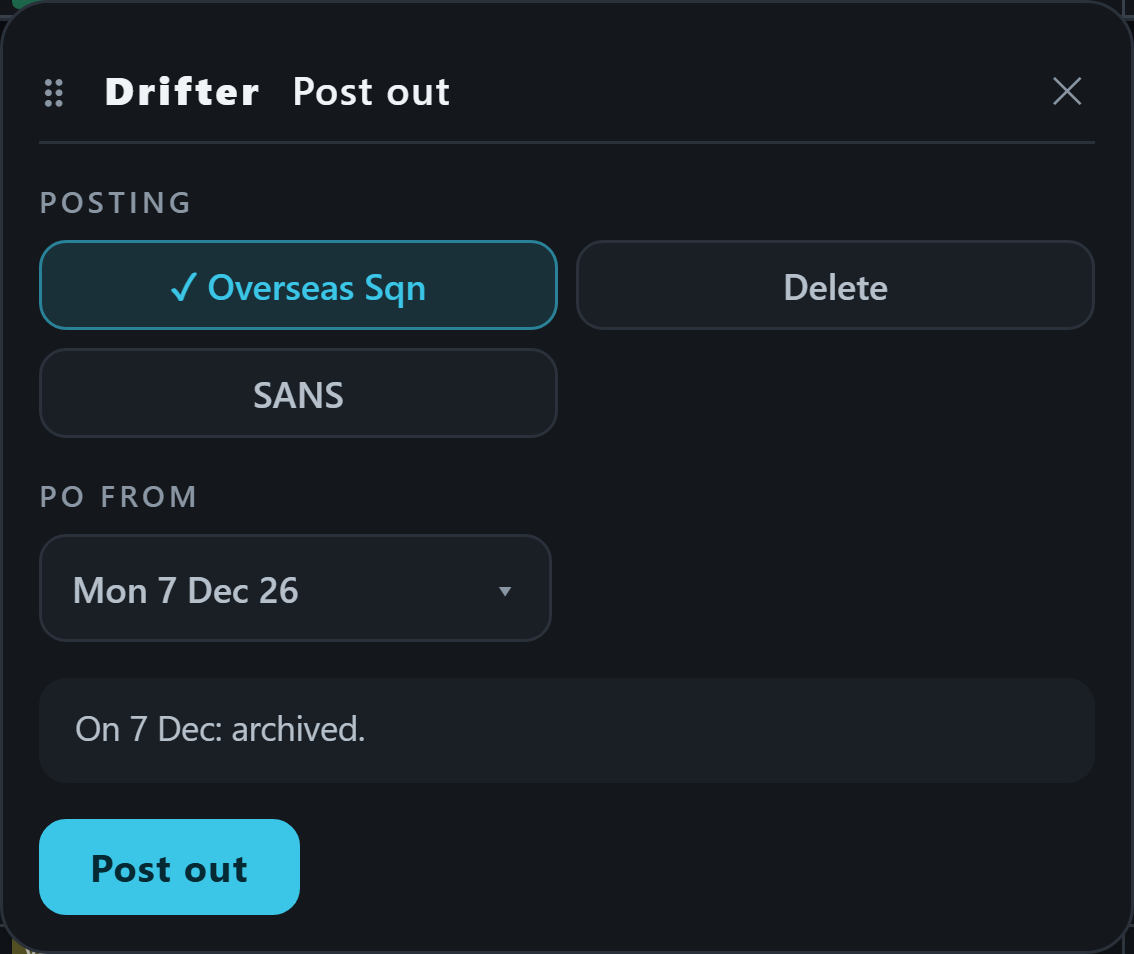 Drifter Post out
POSTING
✓ Overseas Sqn
Delete
SANS
PO FROM
Mon 7 Dec 26
On 7 Dec: archived.
Post out